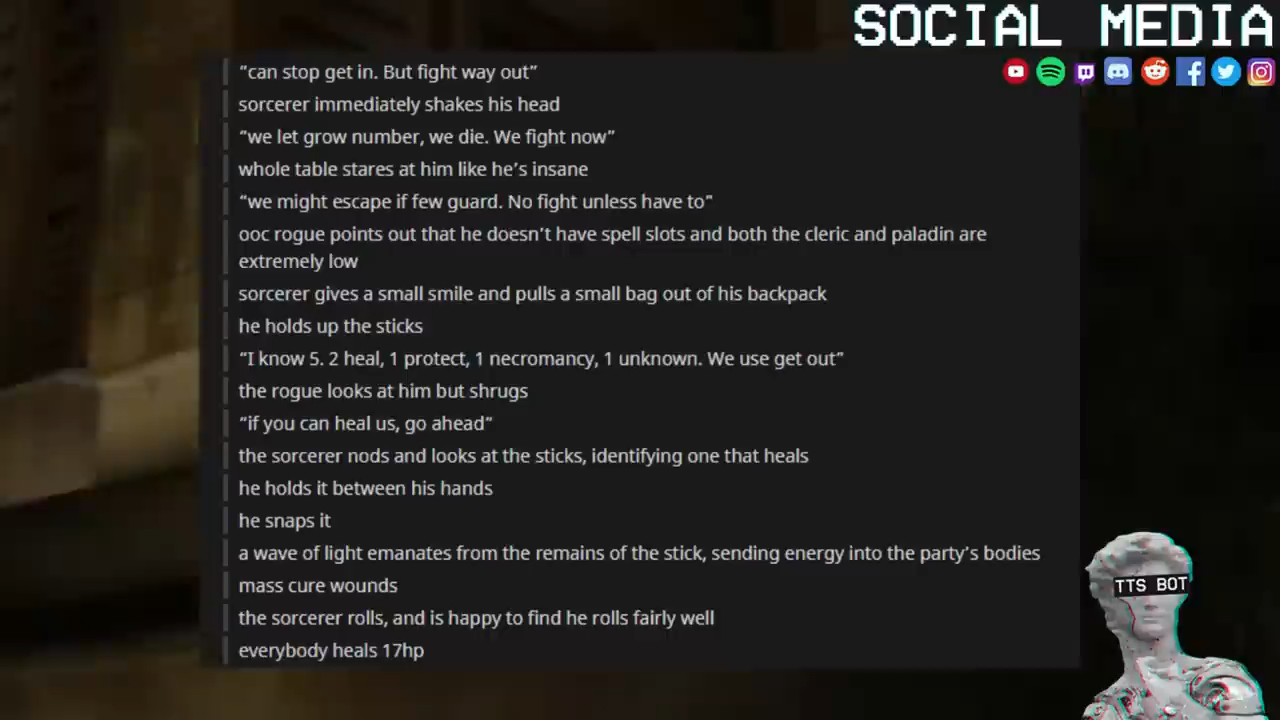 SOCIAL MEDIA
“can stop get in. But fight way out”
sorcerer immediately shakes his head
“we let grow number, we die. We fight now”
whole table stares at him like he’s insane
“we might escape if few guard. No fight unless have to”
ooc rogue points out that he doesn’t have spell slots and both the cleric and paladin are
extremely low
sorcerer gives a small smile and pulls a small bag out of his backpack
he holds up the sticks
“I know 5. 2 heal, 1 protect, 1 necromancy, 1 unknown. We use get out”
the rogue looks at him but shrugs
“if you can heal us, go ahead”
the sorcerer nods and looks at the sticks, identifying one that heals
he holds it between his hands
he snaps it
a wave of light emanates from the remains of the stick, sending energy into the party’s bodies
mass cure wounds
the sorcerer rolls, and is happy to find he rolls fairly well
everybody heals 17hp
TTS BOT